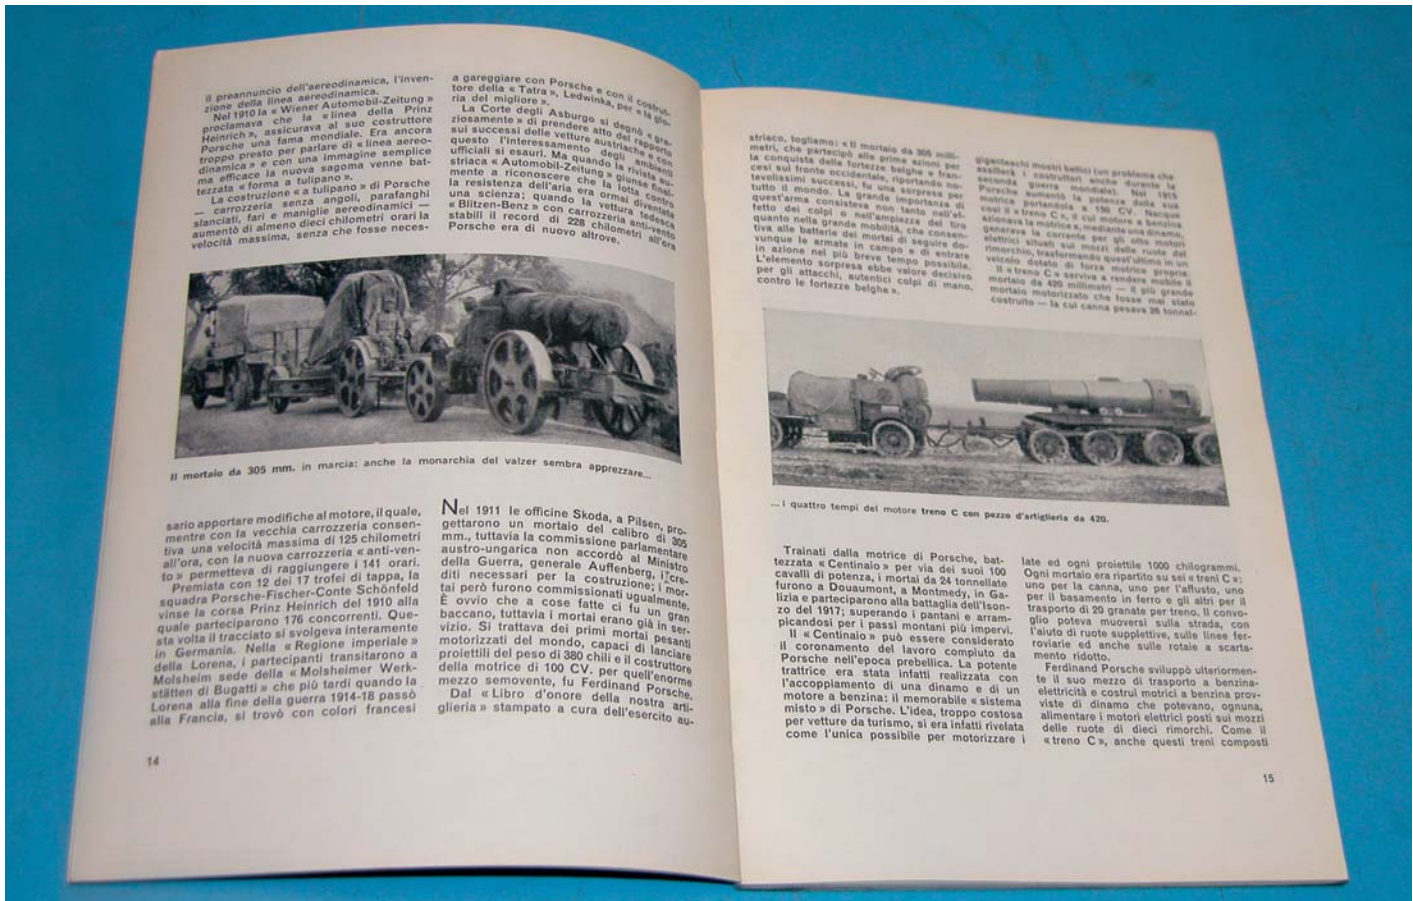 il preannuncio dell'aereodinamica, l'inven-
zione della linea aereodinamica.
Nel 1910 la « Wiener Automobil-Zeitung »
proclamava che la « linea della Prinz
Heinrich », assicurava al suo costruttore
Porsche una fama mondiale. Era ancora
troppo presto per parlare di « linea aereo-
dinamica » e con una immagine semplice
ma efficace la nuova sagoma venne bat-
tezzata « forma a tulipano ».
La costruzione « a tulipano » di Porsche
— carrozzeria senza angoli, parafanghi
slanciati, fari e maniglie aereodinamici —
aumentò di almeno dieci chilometri orari la
velocità massima, senza che fosse neces-
a gareggiare con Porsche e con il costrut-
tore della « Tatra », Ledwinka, per « la glo-
ria del migliore ».
La Corte degli Asburgo si degnò « gra-
ziosamente » di prendere atto del rapporto
sui successi delle vetture austriache e con
questo l'interessamento degli ambienti
ufficiali si esaurì. Ma quando la rivista au-
striaca « Automobil-Zeitung » giunse final-
mente a riconoscere che la lotta contro
la resistenza dell'aria era ormai diventata
una scienza; quando la vettura tedesca
« Blitzen-Benz » con carrozzeria anti-vento
stabilì il record di 228 chilometri all'ora
Porsche era di nuovo altrove.
Il mortaio da 305 mm. in marcia: anche la monarchia del valzer sembra apprezzare...
sario apportare modifiche al motore, il quale,
mentre con la vecchia carrozzeria consen-
tiva una velocità massima di 125 chilometri
all'ora, con la nuova carrozzeria « anti-ven-
to » permetteva di raggiungere i 141 orari.
Premiata con 12 dei 17 trofei di tappa, la
squadra Porsche-Fischer-Conte Schönfeld
vinse la corsa Prinz Heinrich del 1910 alla
quale parteciparono 176 concorrenti. Que-
sta volta il tracciato si svolgeva interamente
in Germania. Nella « Regione imperiale »
della Lorena, i partecipanti transitarono a
Molsheim sede della « Molsheimer Werk-
stätten di Bugatti » che più tardi quando la
Lorena alla fine della guerra 1914-18 passò
alla Francia, si trovò con colori francesi
Nel 1911 le officine Skoda, a Pilsen, pro-
gettarono un mortaio del calibro di 305
mm., tuttavia la commissione parlamentare
austro-ungarica non accordò al Ministro
della Guerra, generale Auffenberg, i cre-
diti necessari per la costruzione; i mor-
tai però furono commissionati ugualmente.
È ovvio che a cose fatte ci fu un gran
baccano, tuttavia i mortai erano già in ser-
vizio. Si trattava dei primi mortai pesanti
motorizzati del mondo, capaci di lanciare
proiettili del peso di 380 chili e il costruttore
della motrice di 100 CV. per quell'enorme
mezzo semovente, fu Ferdinand Porsche.
Dal « Libro d'onore della nostra arti-
glieria » stampato a cura dell'esercito au-
14
striaco, togliamo: « Il mortaio da 305 milli-
metri, che partecipò alle prime azioni per
la conquista delle fortezze belghe e fran-
cesi sul fronte occidentale, riportando no-
tevolissimi successi, fu una sorpresa per
tutto il mondo. La grande importanza di
quest'arma consisteva non tanto nell'ef-
fetto dei colpi o nell'ampiezza del tiro
quanto nella grande mobilità, che consen-
tiva alle batterie dei mortai di seguire do-
vunque le armate in campo e di entrare
in azione nel più breve tempo possibile.
L'elemento sorpresa ebbe valore decisivo
per gli attacchi, autentici colpi di mano,
contro le fortezze belghe ».
giganteschi mostri bellici (un problema che
assillerà i costruttori anche durante la
seconda guerra mondiale). Nel 1915
Porsche aumentò la potenza della sua
motrice portandola a 150 CV. Nacque
così il « treno C », il cui motore a benzina
azionava la motrice e, mediante una dinamo,
generava la corrente per gli otto motori
elettrici situati sui mozzi delle ruote del
rimorchio, trasformando quest'ultimo in un
veicolo dotato di forza motrice propria.
Il « treno C » serviva a rendere mobile il
mortaio da 420 millimetri — il più grande
mortaio motorizzato che fosse mai stato
costruito — la cui canna pesava 26 tonnel-
... i quattro tempi del motore treno C con pezzo d'artiglieria da 420.
Trainati dalla motrice di Porsche, bat-
tezzata « Centinaio » per via dei suoi 100
cavalli di potenza, i mortai da 24 tonnellate
furono a Douaumont, a Montmedy, in Ga-
lizia e parteciparono alla battaglia dell'Ison-
zo del 1917; superando i pantani e arram-
picandosi per i passi montani più impervi.
Il « Centinaio » può essere considerato
il coronamento del lavoro compiuto da
Porsche nell'epoca prebellica. La potente
trattrice era stata infatti realizzata con
l'accoppiamento di una dinamo e di un
motore a benzina: il memorabile « sistema
misto » di Porsche. L'idea, troppo costosa
per vetture da turismo, si era infatti rivelata
come l'unica possibile per motorizzare i
late ed ogni proiettile 1000 chilogrammi.
Ogni mortaio era ripartito su sei « treni C »:
uno per la canna, uno per l'affusto, uno
per il basamento in ferro e gli altri per il
trasporto di 20 granate per treno. Il convo-
glio poteva muoversi sulla strada, con
l'aiuto di ruote supplettive, sulle linee fer-
roviarie ed anche sulle rotaie a scarta-
mento ridotto.
Ferdinand Porsche sviluppò ulteriormen-
te il suo mezzo di trasporto a benzina-
elettricità e costruì motrici a benzina prov-
viste di dinamo che potevano, ognuna,
alimentare i motori elettrici posti sui mozzi
delle ruote di dieci rimorchi. Come il
« treno C », anche questi treni composti
15